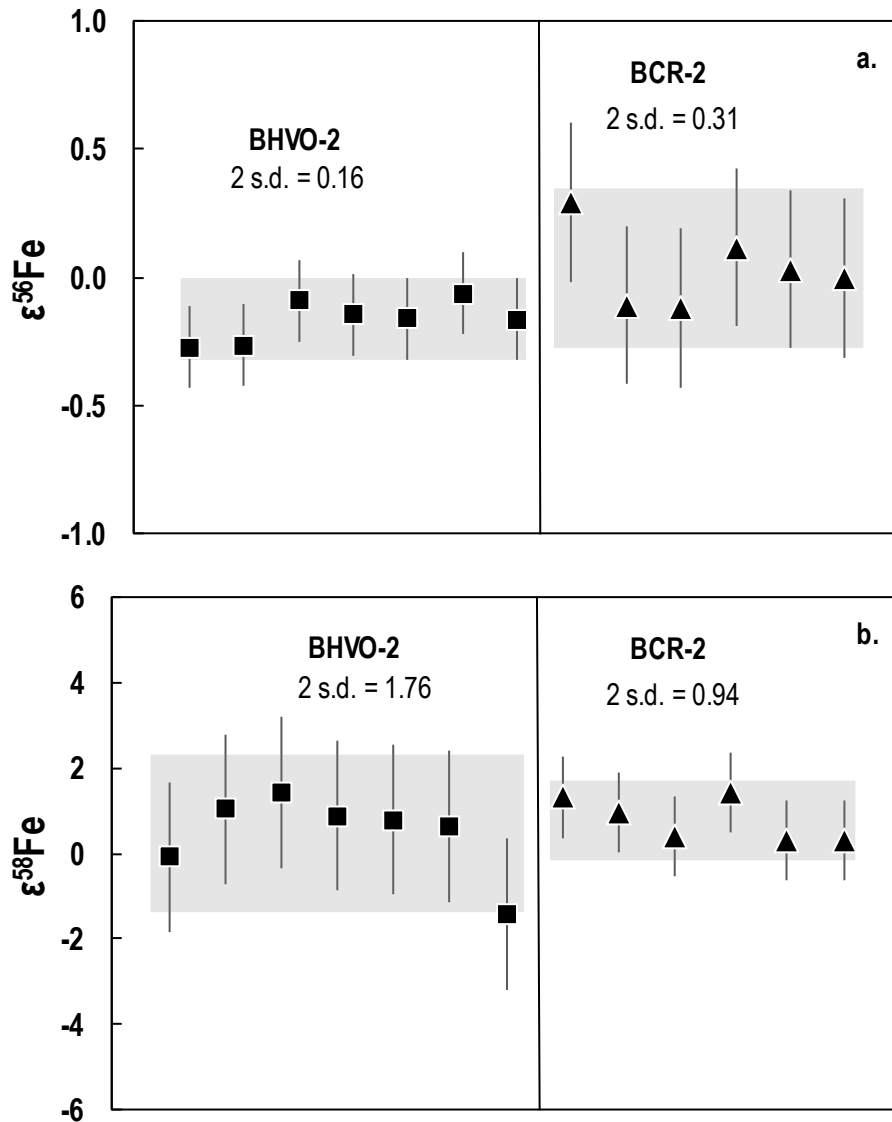 1.0
a.
BCR-2
2 s.d. = 0.31
BHVO-2
2 s.d. = 0.16
0.5
0.0
-0.5
-1.0
ε⁵⁶Fe
6
b.
BHVO-2
2 s.d. = 1.76
BCR-2
2 s.d. = 0.94
4
2
0
-2
-4
-6
ε⁵⁸Fe